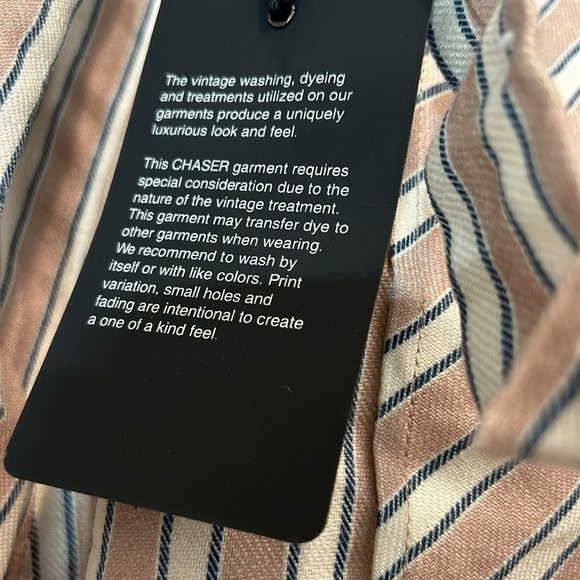 The vintage washing, dyeing
and treatments utilized on our
garments produce a uniquely
luxurious look and feel.
This CHASER garment requires
special consideration due to the
nature of the vintage treatment.
This garment may transfer dye to
other garments when wearing.
We recommend to wash by
itself or with like colors. Print
variation, small holes and
fading are intentional to create
a one of a kind feel.